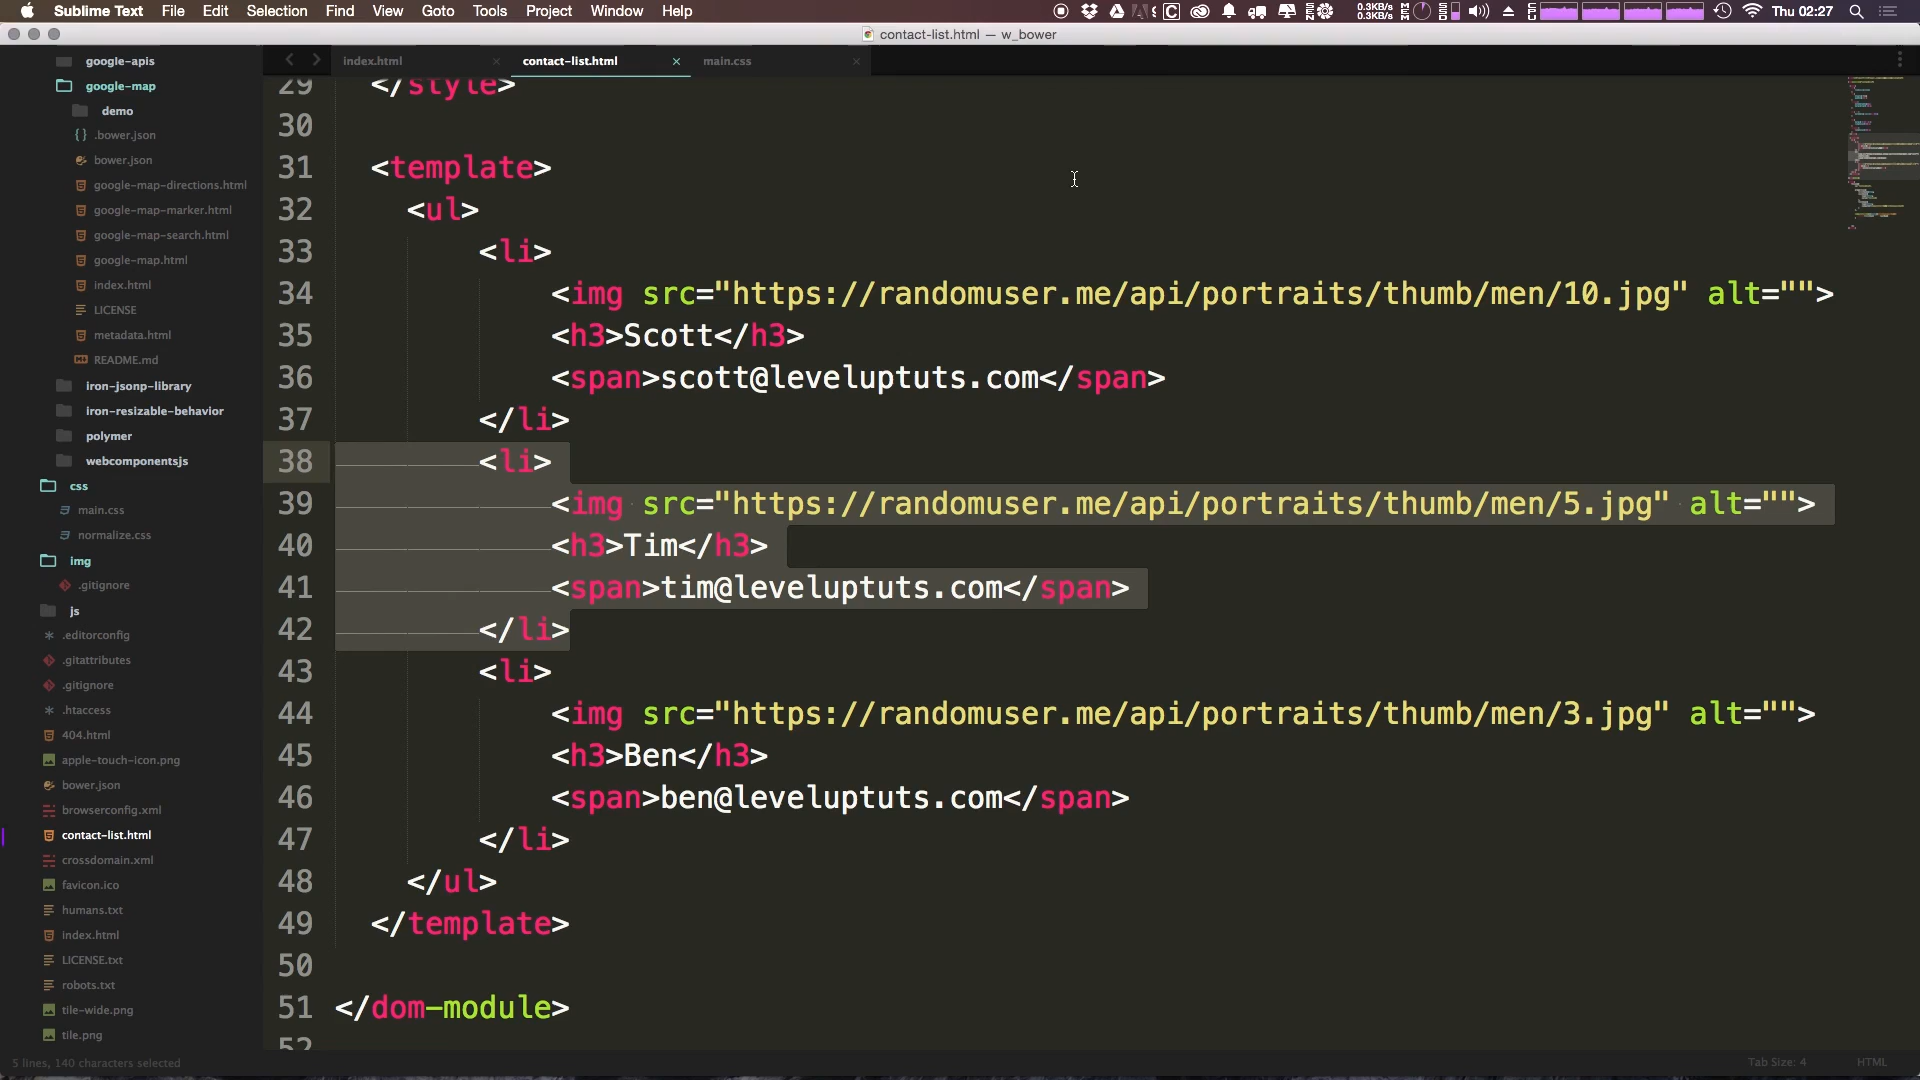 Sublime Text File Edit Selection Find View Goto Tools Project Window Help 0.3KB/s 0.3KB/s Thu 02:27
contact-list.html — w_bower
index.html contact-list.html main.css
google-apis
google-map
demo
.bower.json
bower.json
google-map-directions.html
google-map-marker.html
google-map-search.html
google-map.html
index.html
LICENSE
metadata.html
README.md
iron-jsonp-library
iron-resizable-behavior
polymer
webcomponentsjs
css
main.css
normalize.css
img
.gitignore
js
.editorconfig
.gitattributes
.gitignore
.htaccess
404.html
apple-touch-icon.png
bower.json
browserconfig.xml
contact-list.html
crossdomain.xml
favicon.ico
humans.txt
index.html
LICENSE.txt
robots.txt
tile-wide.png
tile.png
29 </style>
30
31 <template>
32 <ul>
33 <li>
34 <img src="https://randomuser.me/api/portraits/thumb/men/10.jpg" alt="">
35 <h3>Scott</h3>
36 <span>scott@leveluptuts.com</span>
37 </li>
38 <li>
39 <img src="https://randomuser.me/api/portraits/thumb/men/5.jpg" alt="">
40 <h3>Tim</h3>
41 <span>tim@leveluptuts.com</span>
42 </li>
43 <li>
44 <img src="https://randomuser.me/api/portraits/thumb/men/3.jpg" alt="">
45 <h3>Ben</h3>
46 <span>ben@leveluptuts.com</span>
47 </li>
48 </ul>
49 </template>
50
51 </dom-module>
52
5 lines, 140 characters selected Tab Size: 4 HTML